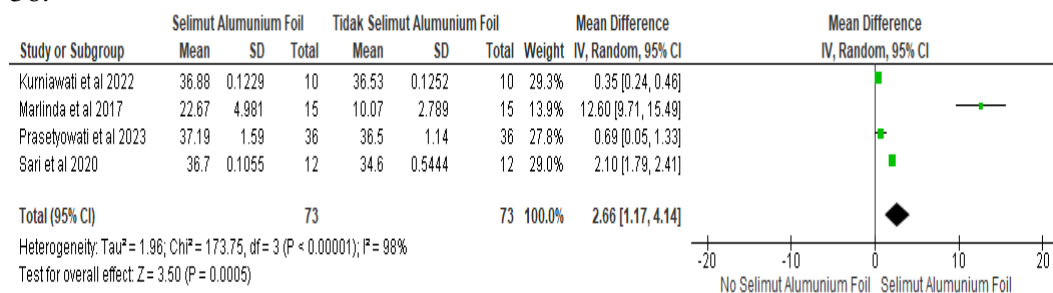 Selimut Alumunium Foil Tidak Selimut Alumunium Foil Mean Difference Mean Difference
Study or Subgroup Mean SD Total Mean SD Total Weight IV, Random, 95% CI IV, Random, 95% CI
Kurniawati et al 2022 36.88 0.1229 10 36.53 0.1252 10 29.3% 0.35 [0.24, 0.46]
Marlinda et al 2017 22.67 4.981 15 10.07 2.789 15 13.9% 12.60 [9.71, 15.49]
Prasetyowati et al 2023 37.19 1.59 36 36.5 1.14 36 27.8% 0.69 [0.05, 1.33]
Sari et al 2020 36.7 0.1055 12 34.6 0.5444 12 29.0% 2.10 [1.79, 2.41]
Total (95% CI) 73 73 100.0% 2.66 [1.17, 4.14]
Heterogeneity: Tau² = 1.96; Chi² = 173.75, df = 3 (P < 0.00001); I² = 98%
Test for overall effect: Z = 3.50 (P = 0.0005)
-20 -10 0 10 20
No Selimut Alumunium Foil Selimut Alumunium Foil